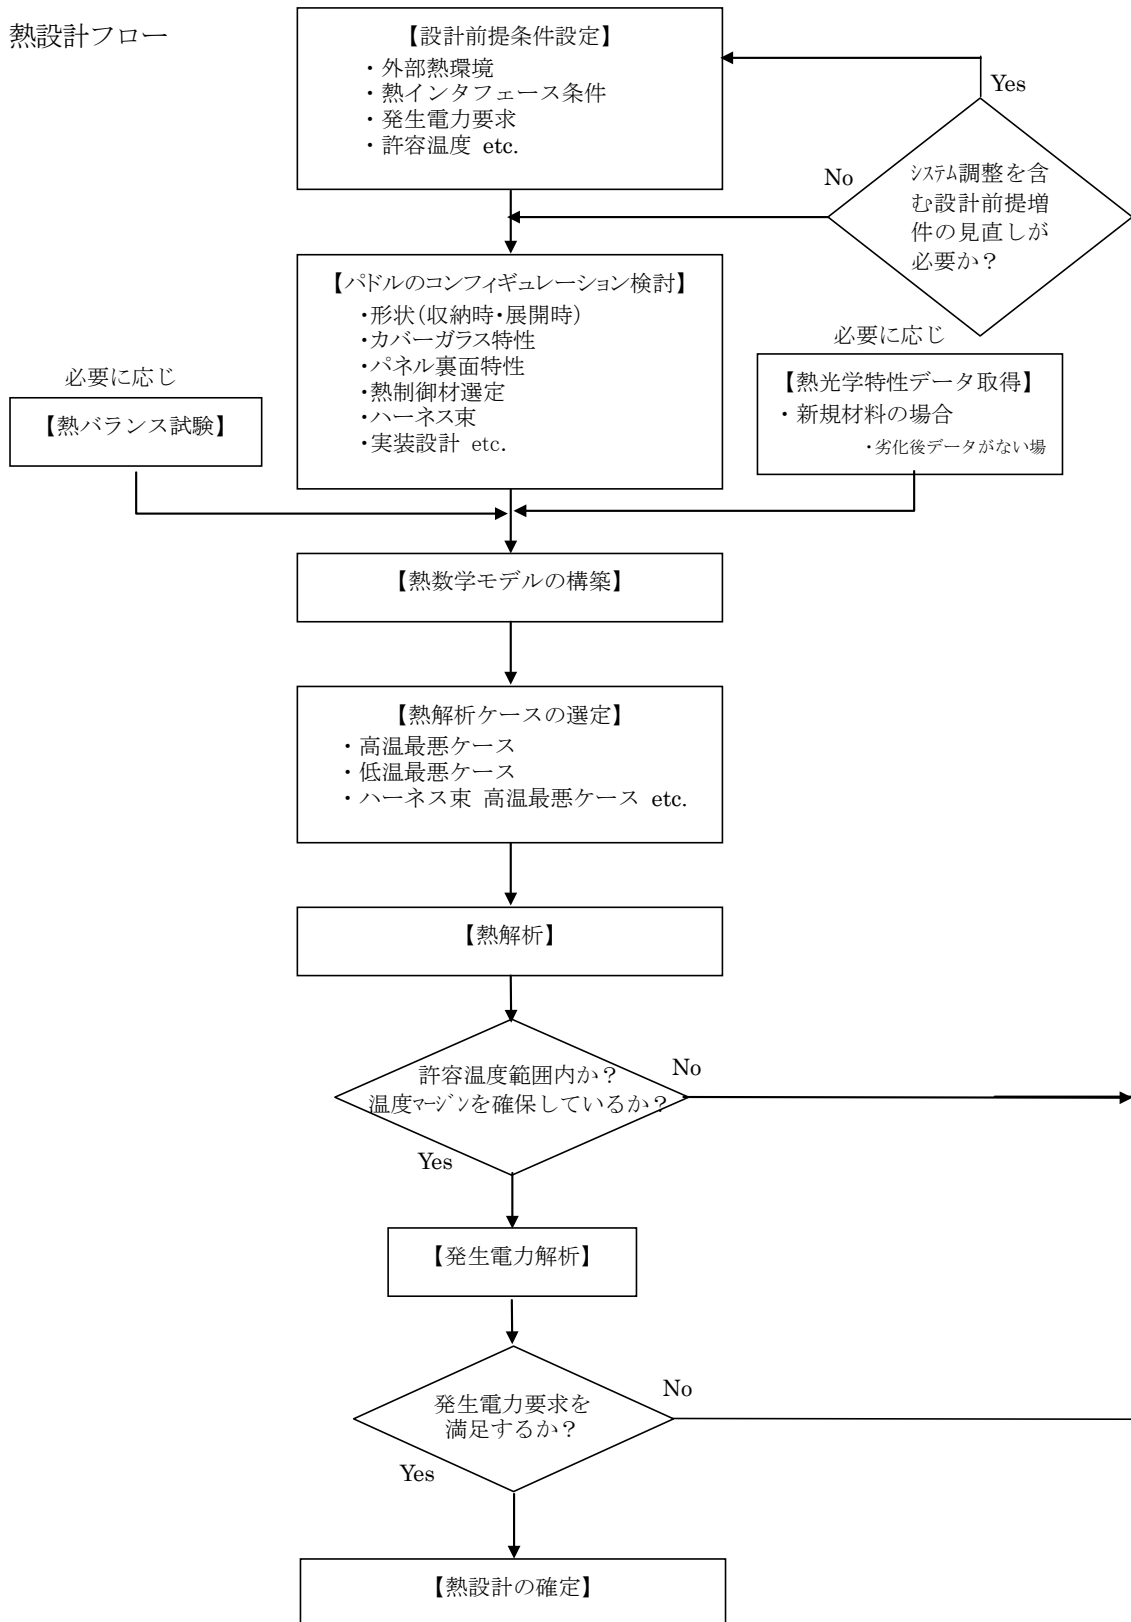 熱設計フロー
【設計前提条件設定】
・外部熱環境
・熱インタフェース条件
・発生電力要求
・許容温度 etc.
Yes
No
ｼｽﾃﾑ調整を含
む設計前提増
件の見直しが
必要か？
【パドルのコンフィギュレーション検討】
・形状(収納時・展開時)
・カバーガラス特性
・パネル裏面特性
・熱制御材選定
・ハーネス束
・実装設計 etc.
必要に応じ
【熱バランス試験】
必要に応じ
【熱光学特性データ取得】
・新規材料の場合
・劣化後データがない場
【熱数学モデルの構築】
【熱解析ケースの選定】
・高温最悪ケース
・低温最悪ケース
・ハーネス束 高温最悪ケース etc.
【熱解析】
許容温度範囲内か？
温度ﾏｰｼﾞﾝを確保しているか？
No
Yes
【発生電力解析】
発生電力要求を
満足するか？
No
Yes
【熱設計の確定】